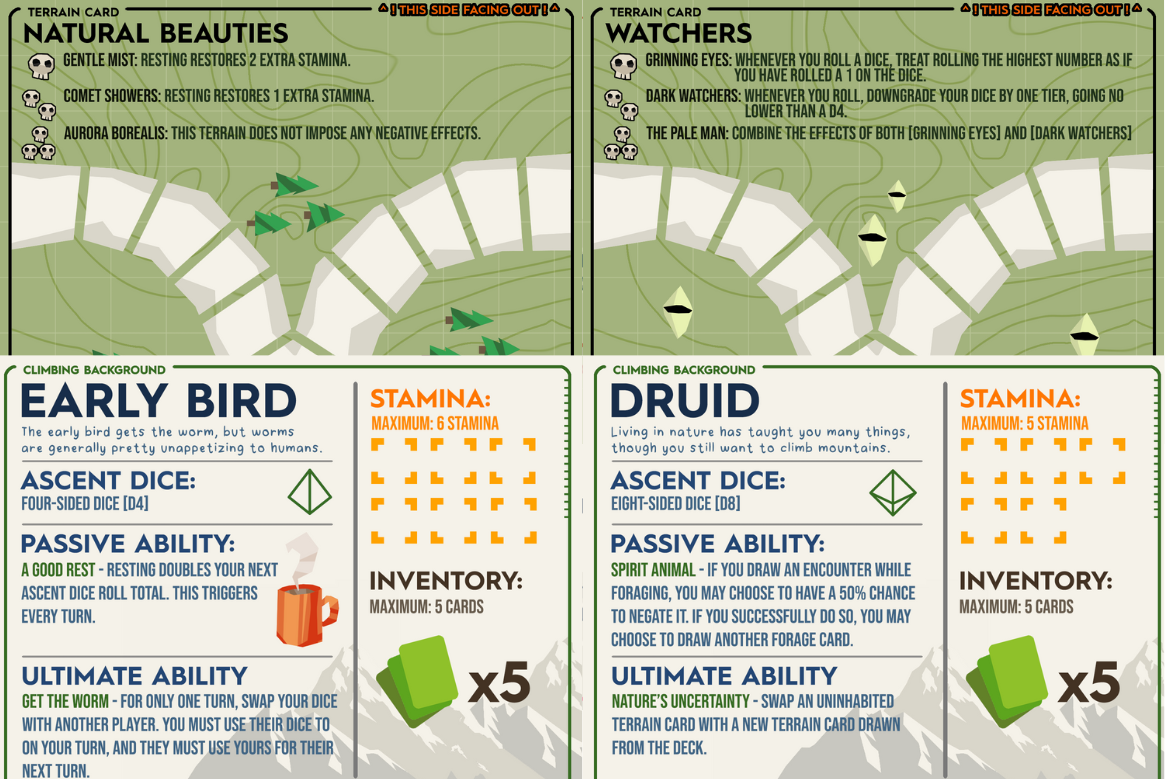 TERRAIN CARD
^ ! THIS SIDE FACING OUT ! ^
NATURAL BEAUTIES
GENTLE MIST: RESTING RESTORES 2 EXTRA STAMINA.
COMET SHOWERS: RESTING RESTORES 1 EXTRA STAMINA.
AURORA BOREALIS: THIS TERRAIN DOES NOT IMPOSE ANY NEGATIVE EFFECTS.
TERRAIN CARD
^ ! THIS SIDE FACING OUT ! ^
WATCHERS
GRINNING EYES: WHENEVER YOU ROLL A DICE, TREAT ROLLING THE HIGHEST NUMBER AS IF
YOU HAVE ROLLED A 1 ON THE DICE.
DARK WATCHERS: WHENEVER YOU ROLL, DOWNGRADE YOUR DICE BY ONE TIER, GOING NO
LOWER THAN A D4.
THE PALE MAN: COMBINE THE EFFECTS OF BOTH [GRINNING EYES] AND [DARK WATCHERS]
CLIMBING BACKGROUND
EARLY BIRD
The early bird gets the worm, but worms
are generally pretty unappetizing to humans.
ASCENT DICE:
FOUR-SIDED DICE [D4]
PASSIVE ABILITY:
A GOOD REST - RESTING DOUBLES YOUR NEXT
ASCENT DICE ROLL TOTAL. THIS TRIGGERS
EVERY TURN.
ULTIMATE ABILITY
GET THE WORM - FOR ONLY ONE TURN, SWAP YOUR DICE
WITH ANOTHER PLAYER. YOU MUST USE THEIR DICE TO
ON YOUR TURN, AND THEY MUST USE YOURS FOR THEIR
NEXT TURN.
STAMINA:
MAXIMUM: 6 STAMINA
INVENTORY:
MAXIMUM: 5 CARDS
x5
CLIMBING BACKGROUND
DRUID
Living in nature has taught you many things,
though you still want to climb mountains.
ASCENT DICE:
EIGHT-SIDED DICE [D8]
PASSIVE ABILITY:
SPIRIT ANIMAL - IF YOU DRAW AN ENCOUNTER WHILE
FORAGING, YOU MAY CHOOSE TO HAVE A 50% CHANCE
TO NEGATE IT. IF YOU SUCCESSFULLY DO SO, YOU MAY
CHOOSE TO DRAW ANOTHER FORAGE CARD.
ULTIMATE ABILITY
NATURE'S UNCERTAINTY - SWAP AN UNINHABITED
TERRAIN CARD WITH A NEW TERRAIN CARD DRAWN
FROM THE DECK.
STAMINA:
MAXIMUM: 5 STAMINA
INVENTORY:
MAXIMUM: 5 CARDS
x5